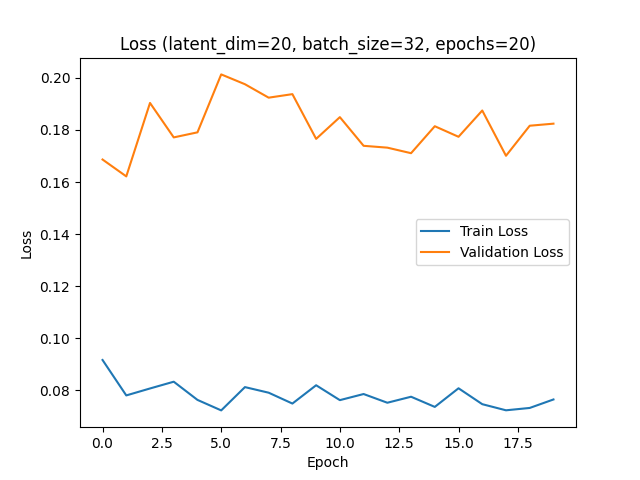 Loss (latent_dim=20, batch_size=32, epochs=20)
0.20
0.18
0.16
0.14
0.12
0.10
0.08
Loss
Train Loss
Validation Loss
0.0 2.5 5.0 7.5 10.0 12.5 15.0 17.5
Epoch